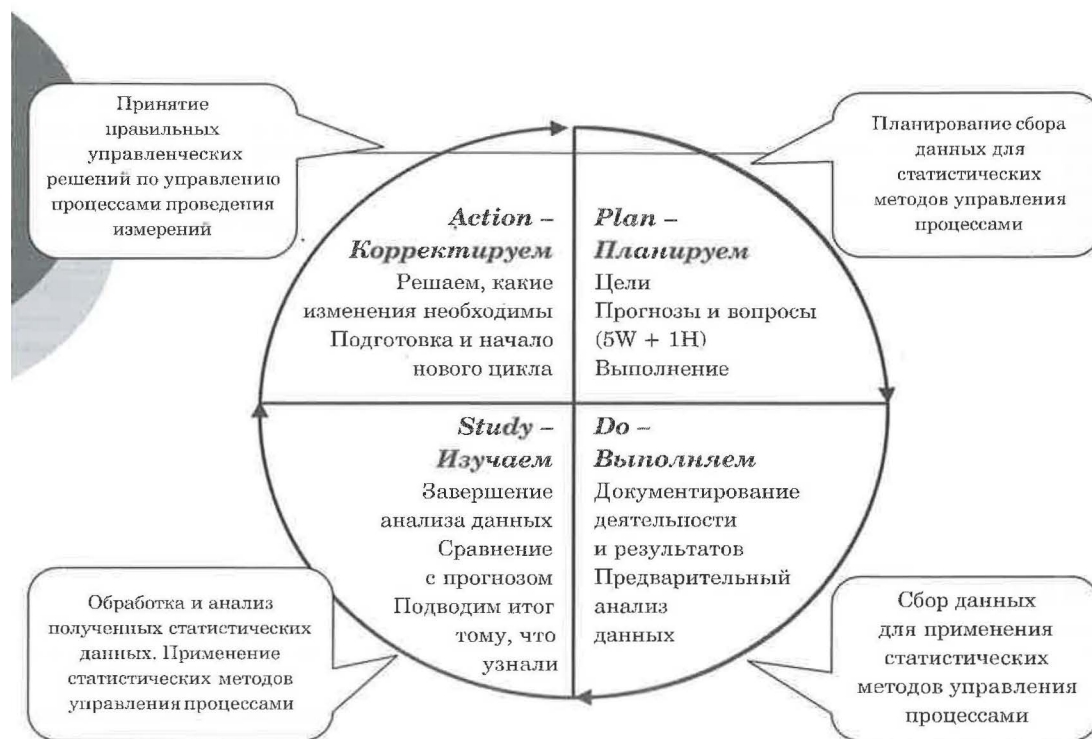 Принятие
правильных
управленческих
решений по управлению
процессами проведения
измерений
Планирование сбора
данных для
статистических
методов управления
процессами
Action –
Корректируем
Решаем, какие
изменения необходимы
Подготовка и начало
нового цикла
Plan –
Планируем
Цели
Прогнозы и вопросы
(5W + 1H)
Выполнение
Study –
Изучаем
Завершение
анализа данных
Сравнение
с прогнозом
Подводим итог
тому, что
узнали
Do –
Выполняем
Документирование
деятельности
и результатов
Предварительный
анализ
данных
Обработка и анализ
полученных статистических
данных. Применение
статистических методов
управления процессами
Сбор данных
для применения
статистических
методов управления
процессами